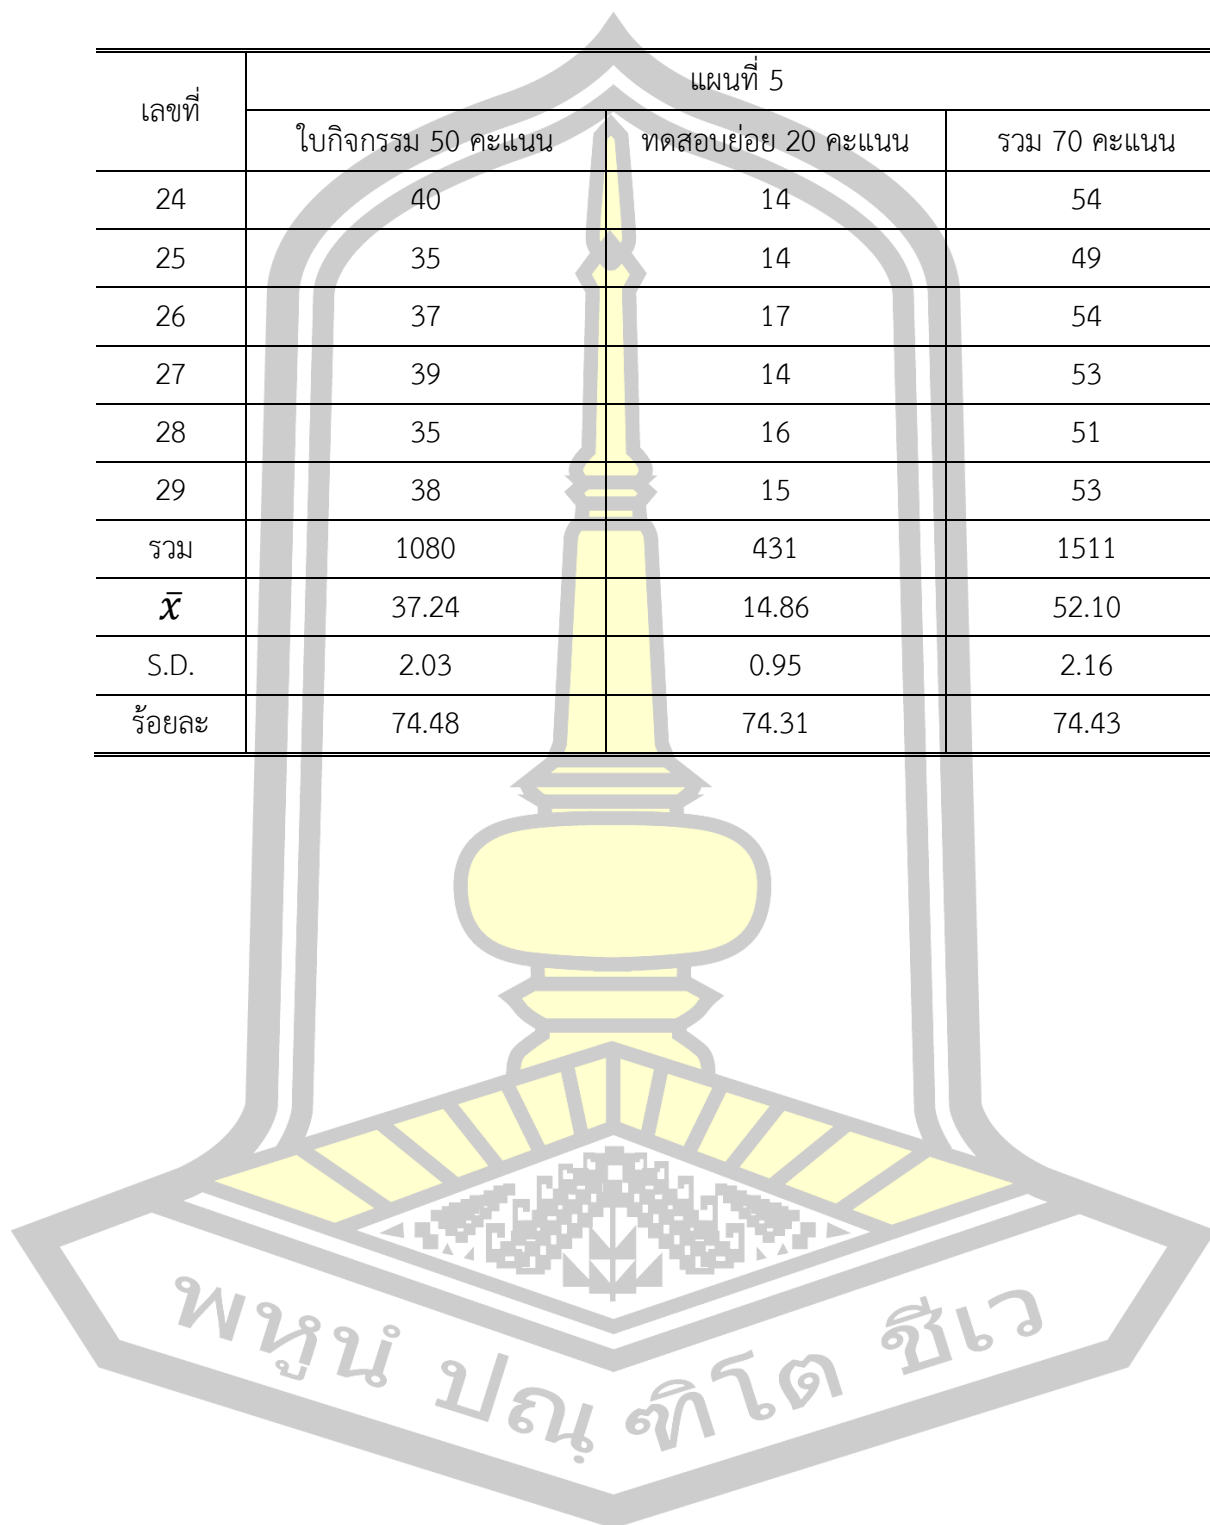 เลขที่ แผนที่ 5
ใบกิจกรรม 50 คะแนน ทดสอบย่อย 20 คะแนน รวม 70 คะแนน
24 40 14 54
25 35 14 49
26 37 17 54
27 39 14 53
28 35 16 51
29 38 15 53
รวม 1080 431 1511
x̄ 37.24 14.86 52.10
S.D. 2.03 0.95 2.16
ร้อยละ 74.48 74.31 74.43
พหูนํ ปณฺฑิโต ชีเว